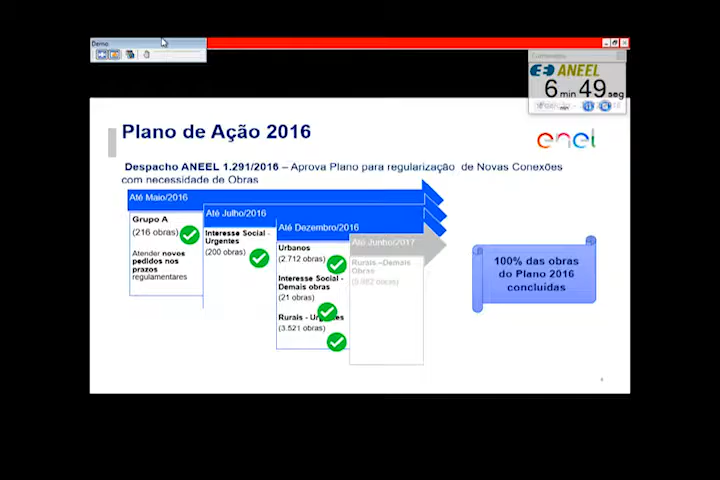 Demo
ANEEL
6 min 49 seg
Plano de Ação 2016
enel
Despacho ANEEL 1.291/2016 – Aprova Plano para regularização de Novas Conexões
com necessidade de Obras
Até Maio/2016
Grupo A
(216 obras)
Atender novos
pedidos nos
prazos
regulamentares
Até Julho/2016
Interesse Social -
Urgentes
(200 obras)
Até Dezembro/2016
Urbanos
(2.712 obras)
Interesse Social -
Demais obras
(21 obras)
Rurais - Urgentes
(3.521 obras)
Até Junho/2017
Rurais –Demais
Obras
100% das obras
do Plano 2016
concluídas